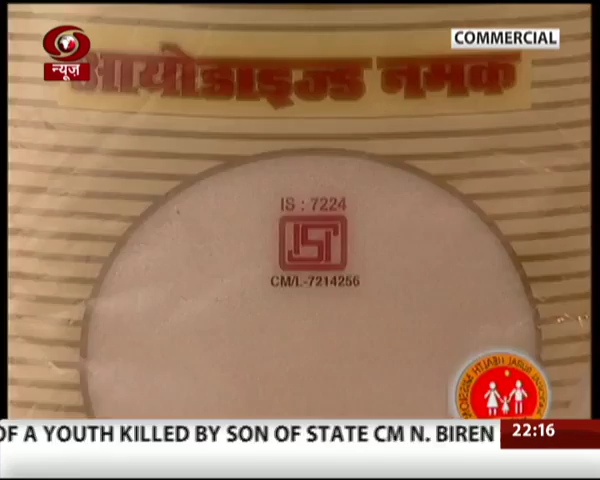 COMMERCIAL
न्यूज़
आयोडाइज्ड नमक
IS : 7224
ISI
CM/L-7214256
OF A YOUTH KILLED BY SON OF STATE CM N. BIREN
22:16